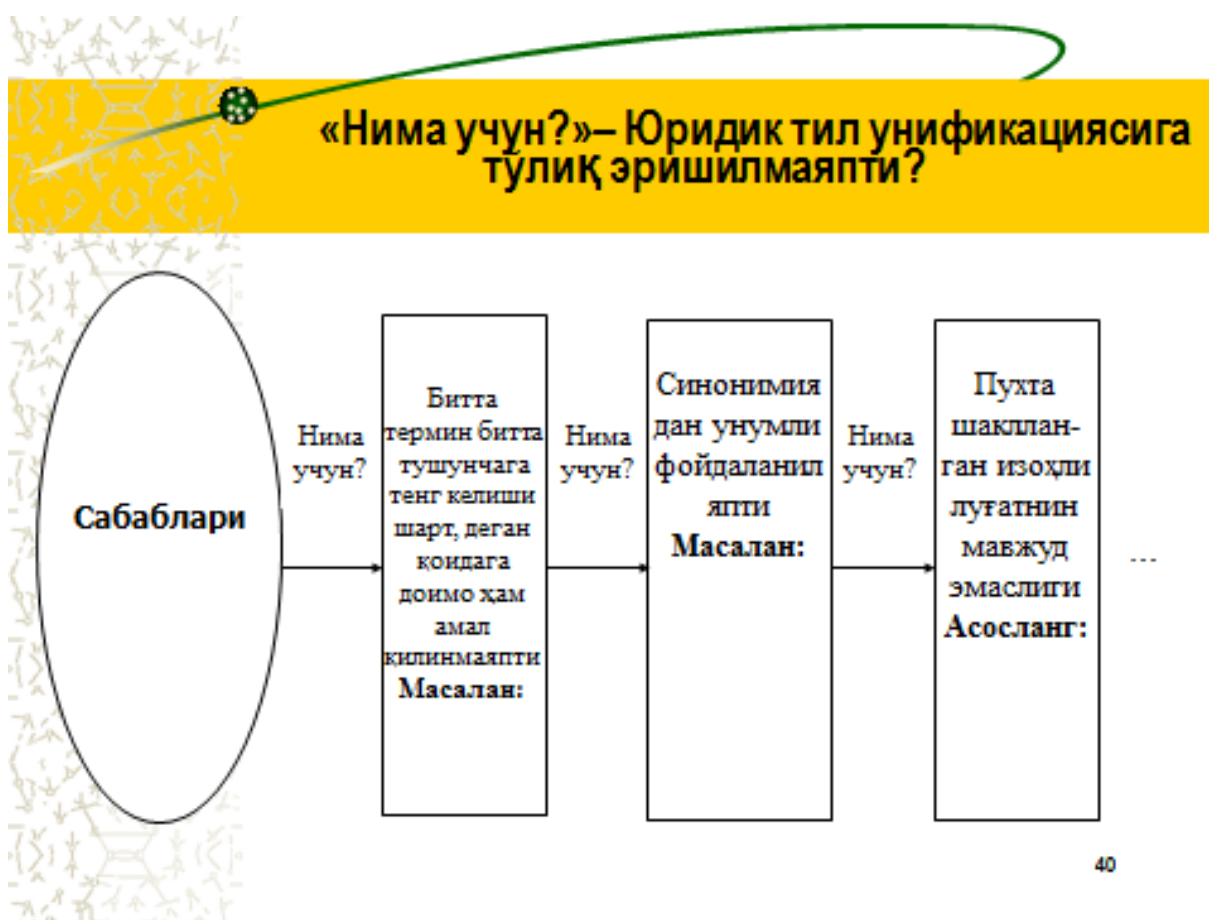 «Нима учун?»– Юридик тил унификациясига
тўлиқ эришилмаяпти?
Сабаблари
Нима
учун?
Битта
термин битта
тушунчага
тенг келиши
шарт, деган
қоидага
доимо ҳам
амал
қилинмаяпти
Масалан:
Нима
учун?
Синонимия
дан унумли
фойдаланил
япти
Масалан:
Нима
учун?
Пухта
шакллан-
ган изоҳли
луғатнин
мавжуд
эмаслиги
Асосланг:
...
40